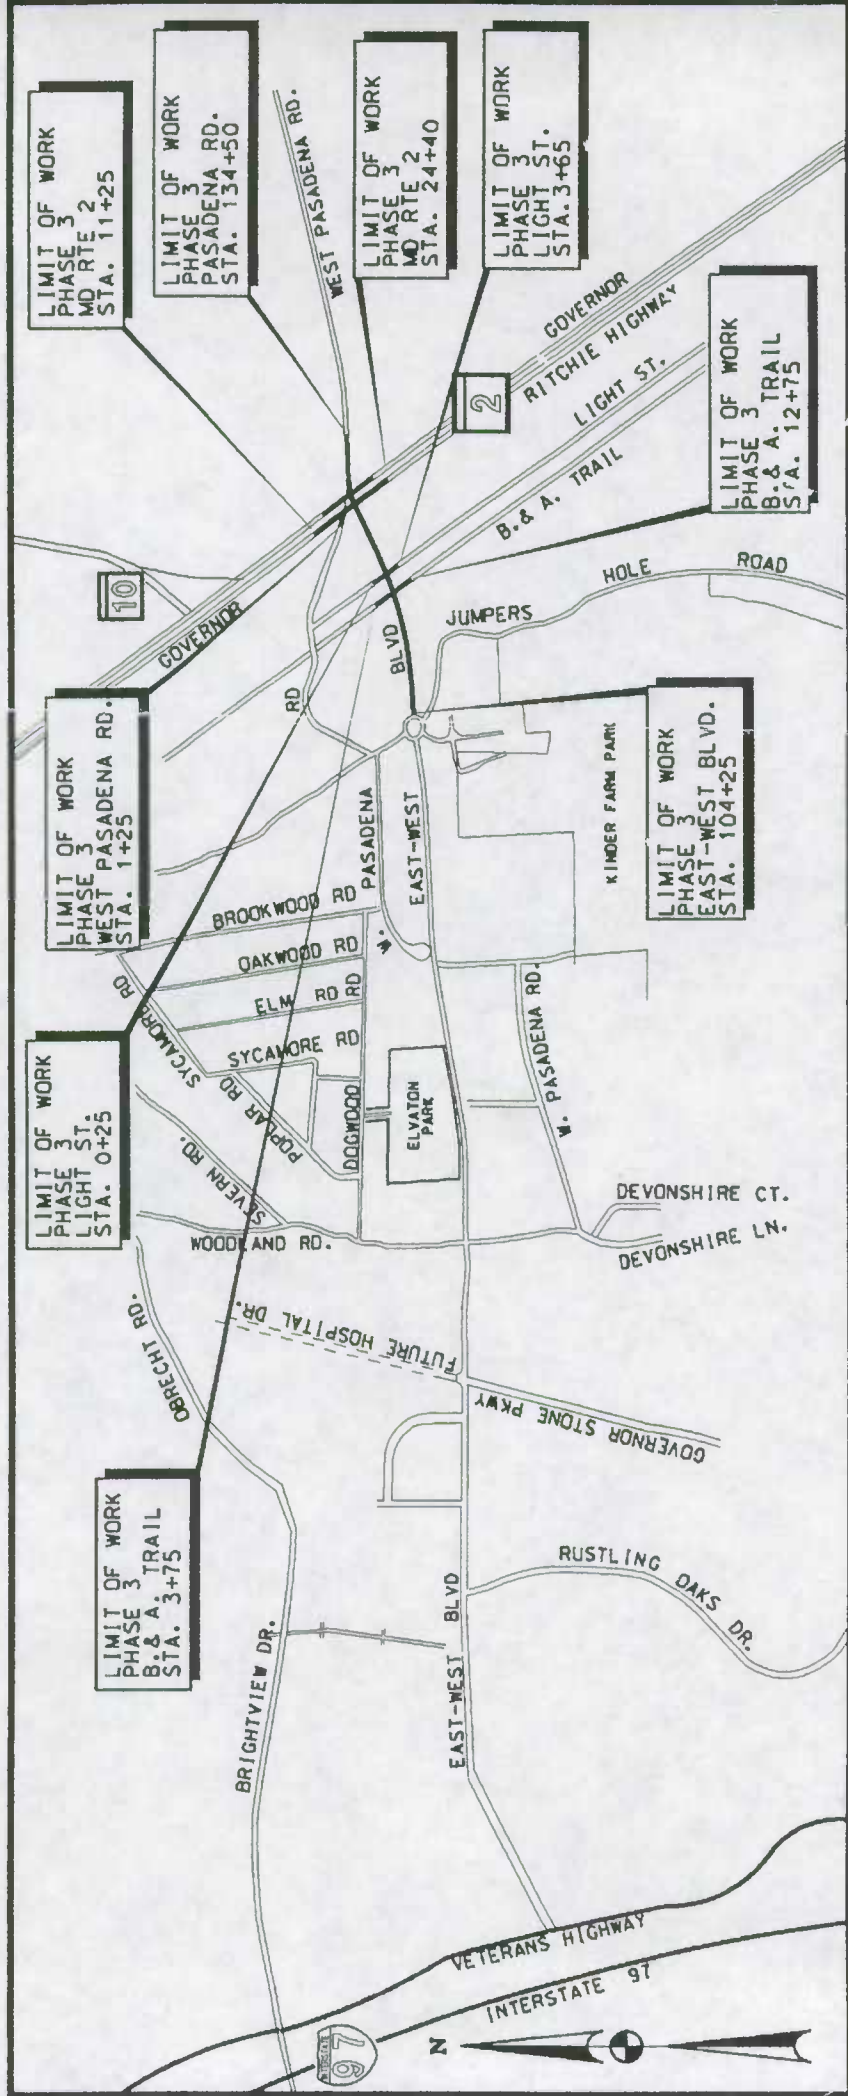 LIMIT OF WORK
PHASE 3
MD RTE 2
STA. 11+25
LIMIT OF WORK
PHASE 3
PASADENA RD.
STA. 134+50
LIMIT OF WORK
PHASE 3
MD RTE 2
STA. 24+40
LIMIT OF WORK
PHASE 3
LIGHT ST.
STA. 3+65
LIMIT OF WORK
PHASE 3
WEST PASADENA RD.
STA. 1+25
LIMIT OF WORK
PHASE 3
LIGHT ST.
STA. 0+25
LIMIT OF WORK
PHASE 3
B. & A. TRAIL
STA. 3+75
LIMIT OF WORK
PHASE 3
B. & A. TRAIL
STA. 12+75
LIMIT OF WORK
PHASE 3
EAST-WEST BLVD.
STA. 104+25
WEST PASADENA RD.
GOVERNOR
RITCHIE HIGHWAY
2
LIGHT ST.
B.& A. TRAIL
10
GOVERNOR
JUMPERS
HOLE
ROAD
BLVD
RD
EAST-WEST
W. PASADENA
KINDER FARM PARK
BROOKWOOD RD
OAKWOOD RD
ELM RD
SYCAMORE RD
SYCAMORE RD
POPLAR RD
DOGWOOD
RD
ELVATON
PARK
SEVERN RD.
WOODLAND RD.
W. PASADENA RD.
DEVONSHIRE CT.
DEVONSHIRE LN.
OBRECHT RD.
FUTURE HOSPITAL DR.
GOVERNOR STONE PKWY
RUSTLING OAKS DR.
BRIGHTVIEW DR.
EAST-WEST BLVD
VETERANS HIGHWAY
INTERSTATE 97
INTERSTATE
97
N